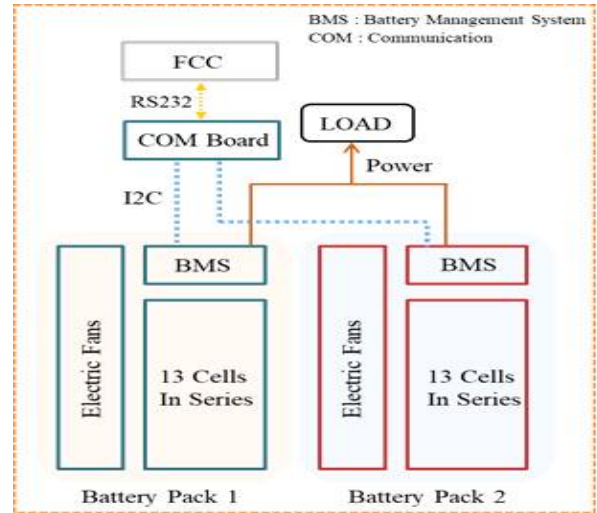 BMS : Battery Management System
COM : Communication
FCC
RS232
COM Board
LOAD
Power
I2C
BMS
Electric Fans
13 Cells
In Series
Battery Pack 1
BMS
Electric Fans
13 Cells
In Series
Battery Pack 2